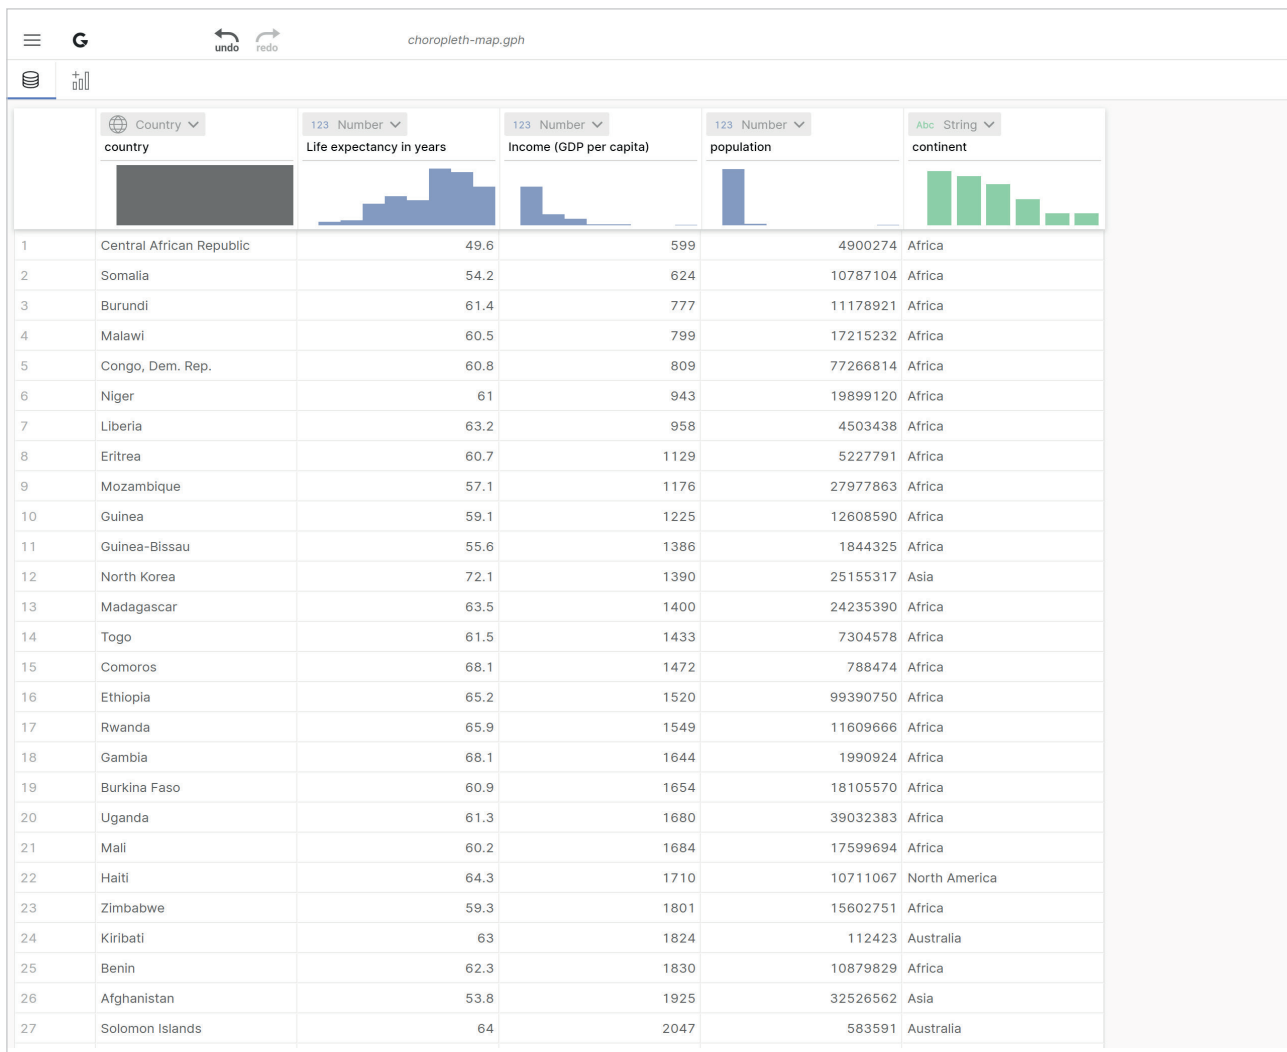 G undo redo choropleth-map.gph
Country 123 Number 123 Number 123 Number Abc String
country Life expectancy in years Income (GDP per capita) population continent
1 Central African Republic 49.6 599 4900274 Africa
2 Somalia 54.2 624 10787104 Africa
3 Burundi 61.4 777 11178921 Africa
4 Malawi 60.5 799 17215232 Africa
5 Congo, Dem. Rep. 60.8 809 77266814 Africa
6 Niger 61 943 19899120 Africa
7 Liberia 63.2 958 4503438 Africa
8 Eritrea 60.7 1129 5227791 Africa
9 Mozambique 57.1 1176 27977863 Africa
10 Guinea 59.1 1225 12608590 Africa
11 Guinea-Bissau 55.6 1386 1844325 Africa
12 North Korea 72.1 1390 25155317 Asia
13 Madagascar 63.5 1400 24235390 Africa
14 Togo 61.5 1433 7304578 Africa
15 Comoros 68.1 1472 788474 Africa
16 Ethiopia 65.2 1520 99390750 Africa
17 Rwanda 65.9 1549 11609666 Africa
18 Gambia 68.1 1644 1990924 Africa
19 Burkina Faso 60.9 1654 18105570 Africa
20 Uganda 61.3 1680 39032383 Africa
21 Mali 60.2 1684 17599694 Africa
22 Haiti 64.3 1710 10711067 North America
23 Zimbabwe 59.3 1801 15602751 Africa
24 Kiribati 63 1824 112423 Australia
25 Benin 62.3 1830 10879829 Africa
26 Afghanistan 53.8 1925 32526562 Asia
27 Solomon Islands 64 2047 583591 Australia